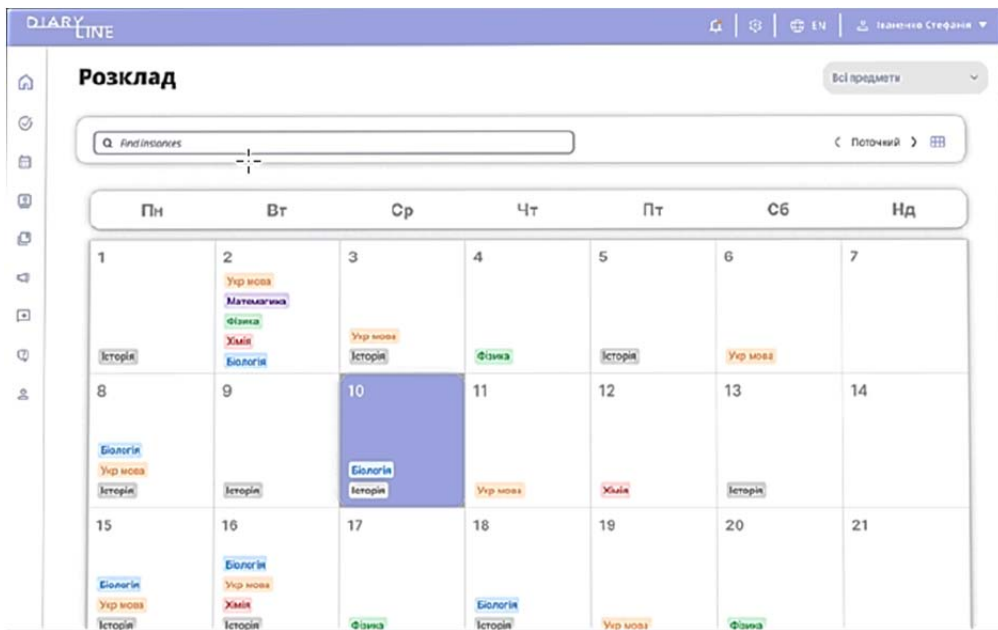 DIARY LINE
EN Іваненко Стефанія
Розклад
Всі предмети
Find instances
Поточний
Пн Вт Ср Чт Пт Сб Нд
1 2 3 4 5 6 7
Укр мова
Математика
Фізика
Хімія Укр мова
Історія Біологія Історія Фізика Історія Укр мова
8 9 10 11 12 13 14
Біологія
Укр мова Біологія
Історія Історія Історія Укр мова Хімія Історія
15 16 17 18 19 20 21
Біологія
Біологія Укр мова
Укр мова Хімія Біологія
Історія Історія Фізика Історія Укр мова Фізика